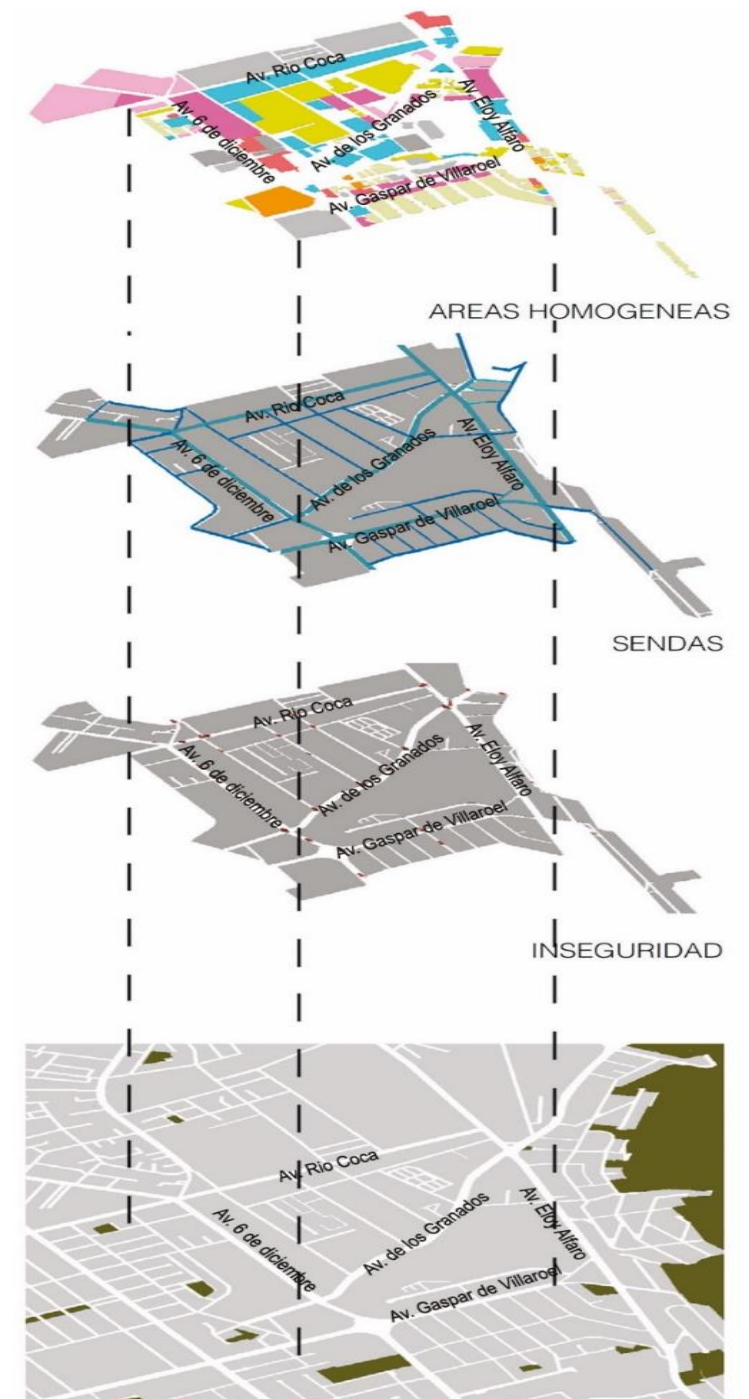 Av. Rio Coca
Av. 6 de diciembre
Av. de los Granados
Av. Eloy Alfaro
Av. Gaspar de Villaroel
AREAS HOMOGENEAS
Av. Rio Coca
Av. 6 de diciembre
Av. de los Granados
Av. Eloy Alfaro
Av. Gaspar de Villaroel
SENDAS
Av. Rio Coca
Av. 6 de diciembre
Av. de los Granados
Av. Eloy Alfaro
Av. Gaspar de Villaroel
INSEGURIDAD
Av. Rio Coca
Av. 6 de diciembre
Av. de los Granados
Av. Eloy Alfaro
Av. Gaspar de Villaroel